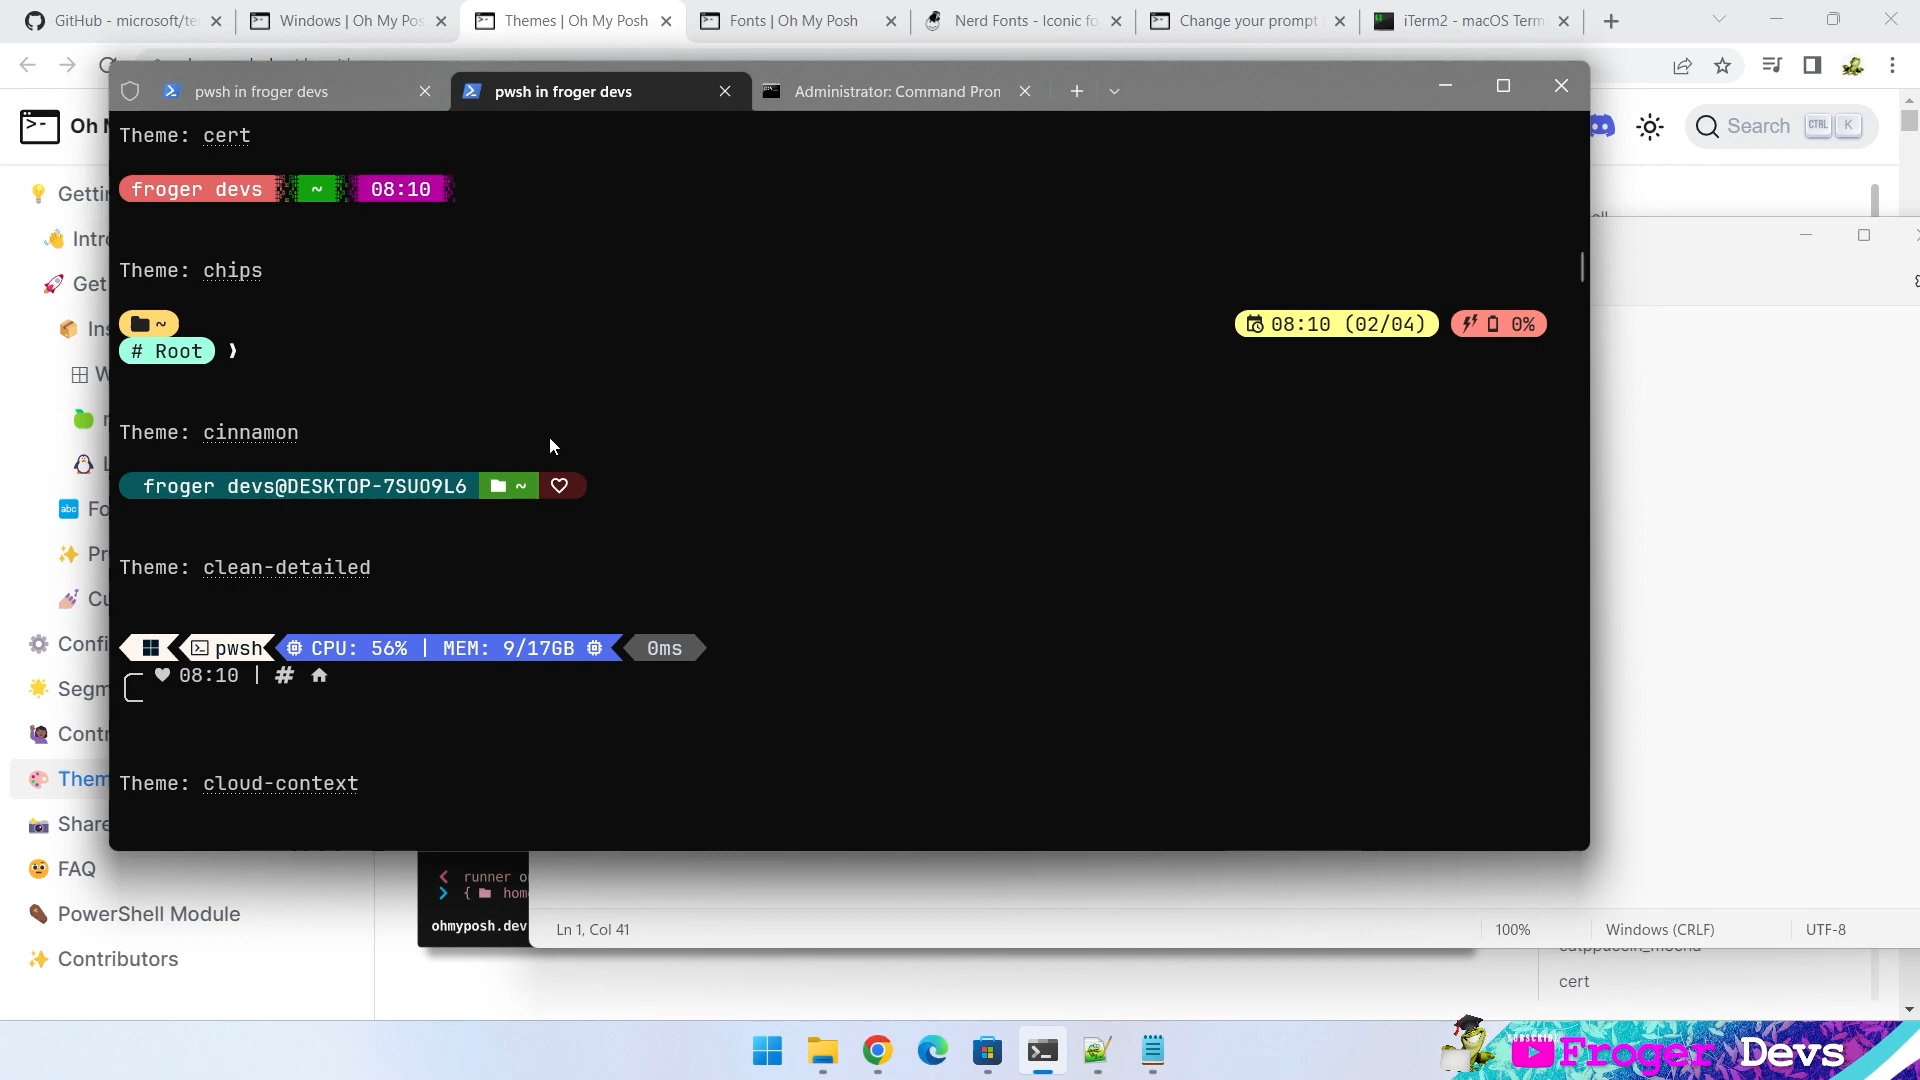 GitHub - microsoft/te
Windows | Oh My Pos
Themes | Oh My Posh
Fonts | Oh My Posh
Nerd Fonts - Iconic fo
Change your prompt
iTerm2 - macOS Term
pwsh in froger devs
pwsh in froger devs
Administrator: Command Pron
Oh M
Search CTRL K
Theme: cert
froger devs ~ 08:10
Theme: chips
~ 08:10 (02/04) 0%
# Root ❯
Theme: cinnamon
froger devs@DESKTOP-7SUO9L6 ~
Theme: clean-detailed
pwsh CPU: 56% | MEM: 9/17GB 0ms
08:10 | #
Theme: cloud-context
Gettin
Intro
Get
Ins
W
L
abc Fo
Pr
Cu
Confi
Segm
Contr
Them
Share
FAQ
PowerShell Module
Contributors
runner o
{ hom
ohmyposh.dev
Ln 1, Col 41
100%
Windows (CRLF)
UTF-8
cert
SUBSCRIBE
Froger Devs